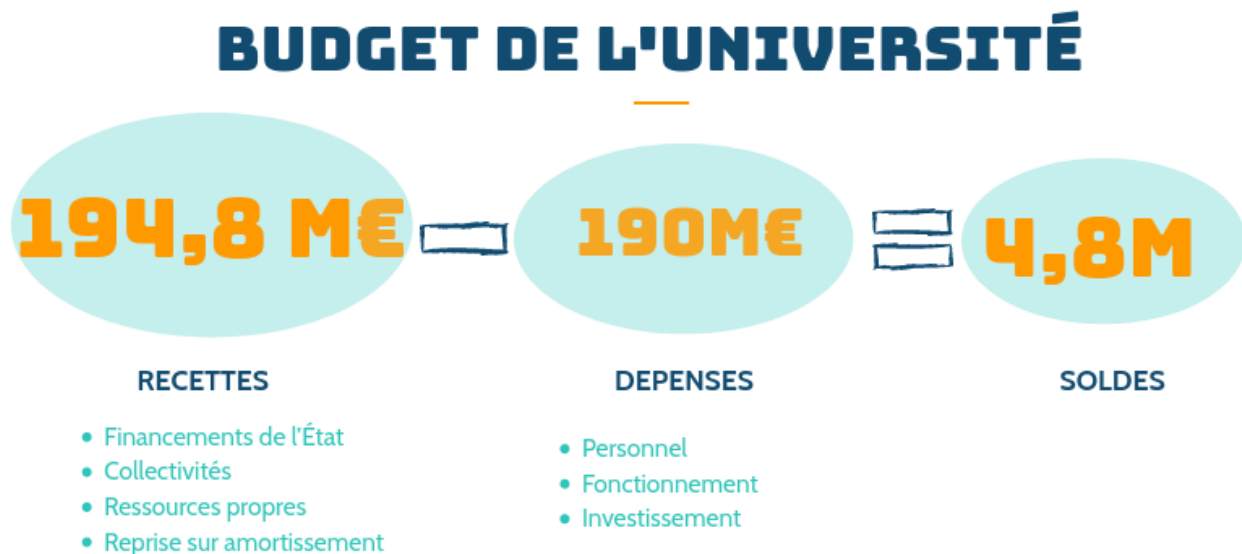 BUDGET DE L'UNIVERSITÉ
194,8 M€
190M€
4,8M
RECETTES
DEPENSES
SOLDES
Financements de l'État
Collectivités
Ressources propres
Reprise sur amortissement
Personnel
Fonctionnement
Investissement